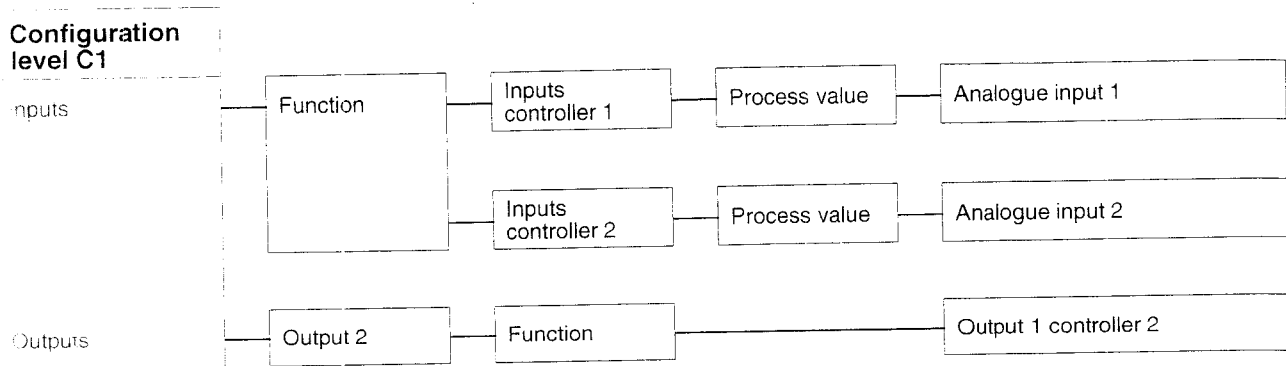 Configuration
level C1
Inputs
Function
Inputs
controller 1
Process value
Analogue input 1
Inputs
controller 2
Process value
Analogue input 2
Outputs
Output 2
Function
Output 1 controller 2